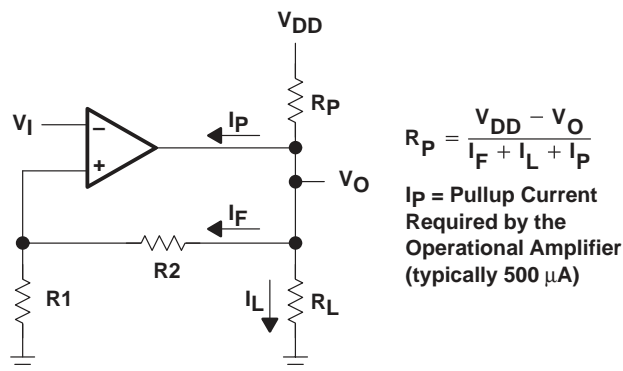 VDD
RP
IP
VI
−
+
VO
IF
R2
R1
IL
RL
RP = VDD − VO
IF + IL + IP
IP = Pullup Current
Required by the
Operational Amplifier
(typically 500 μA)